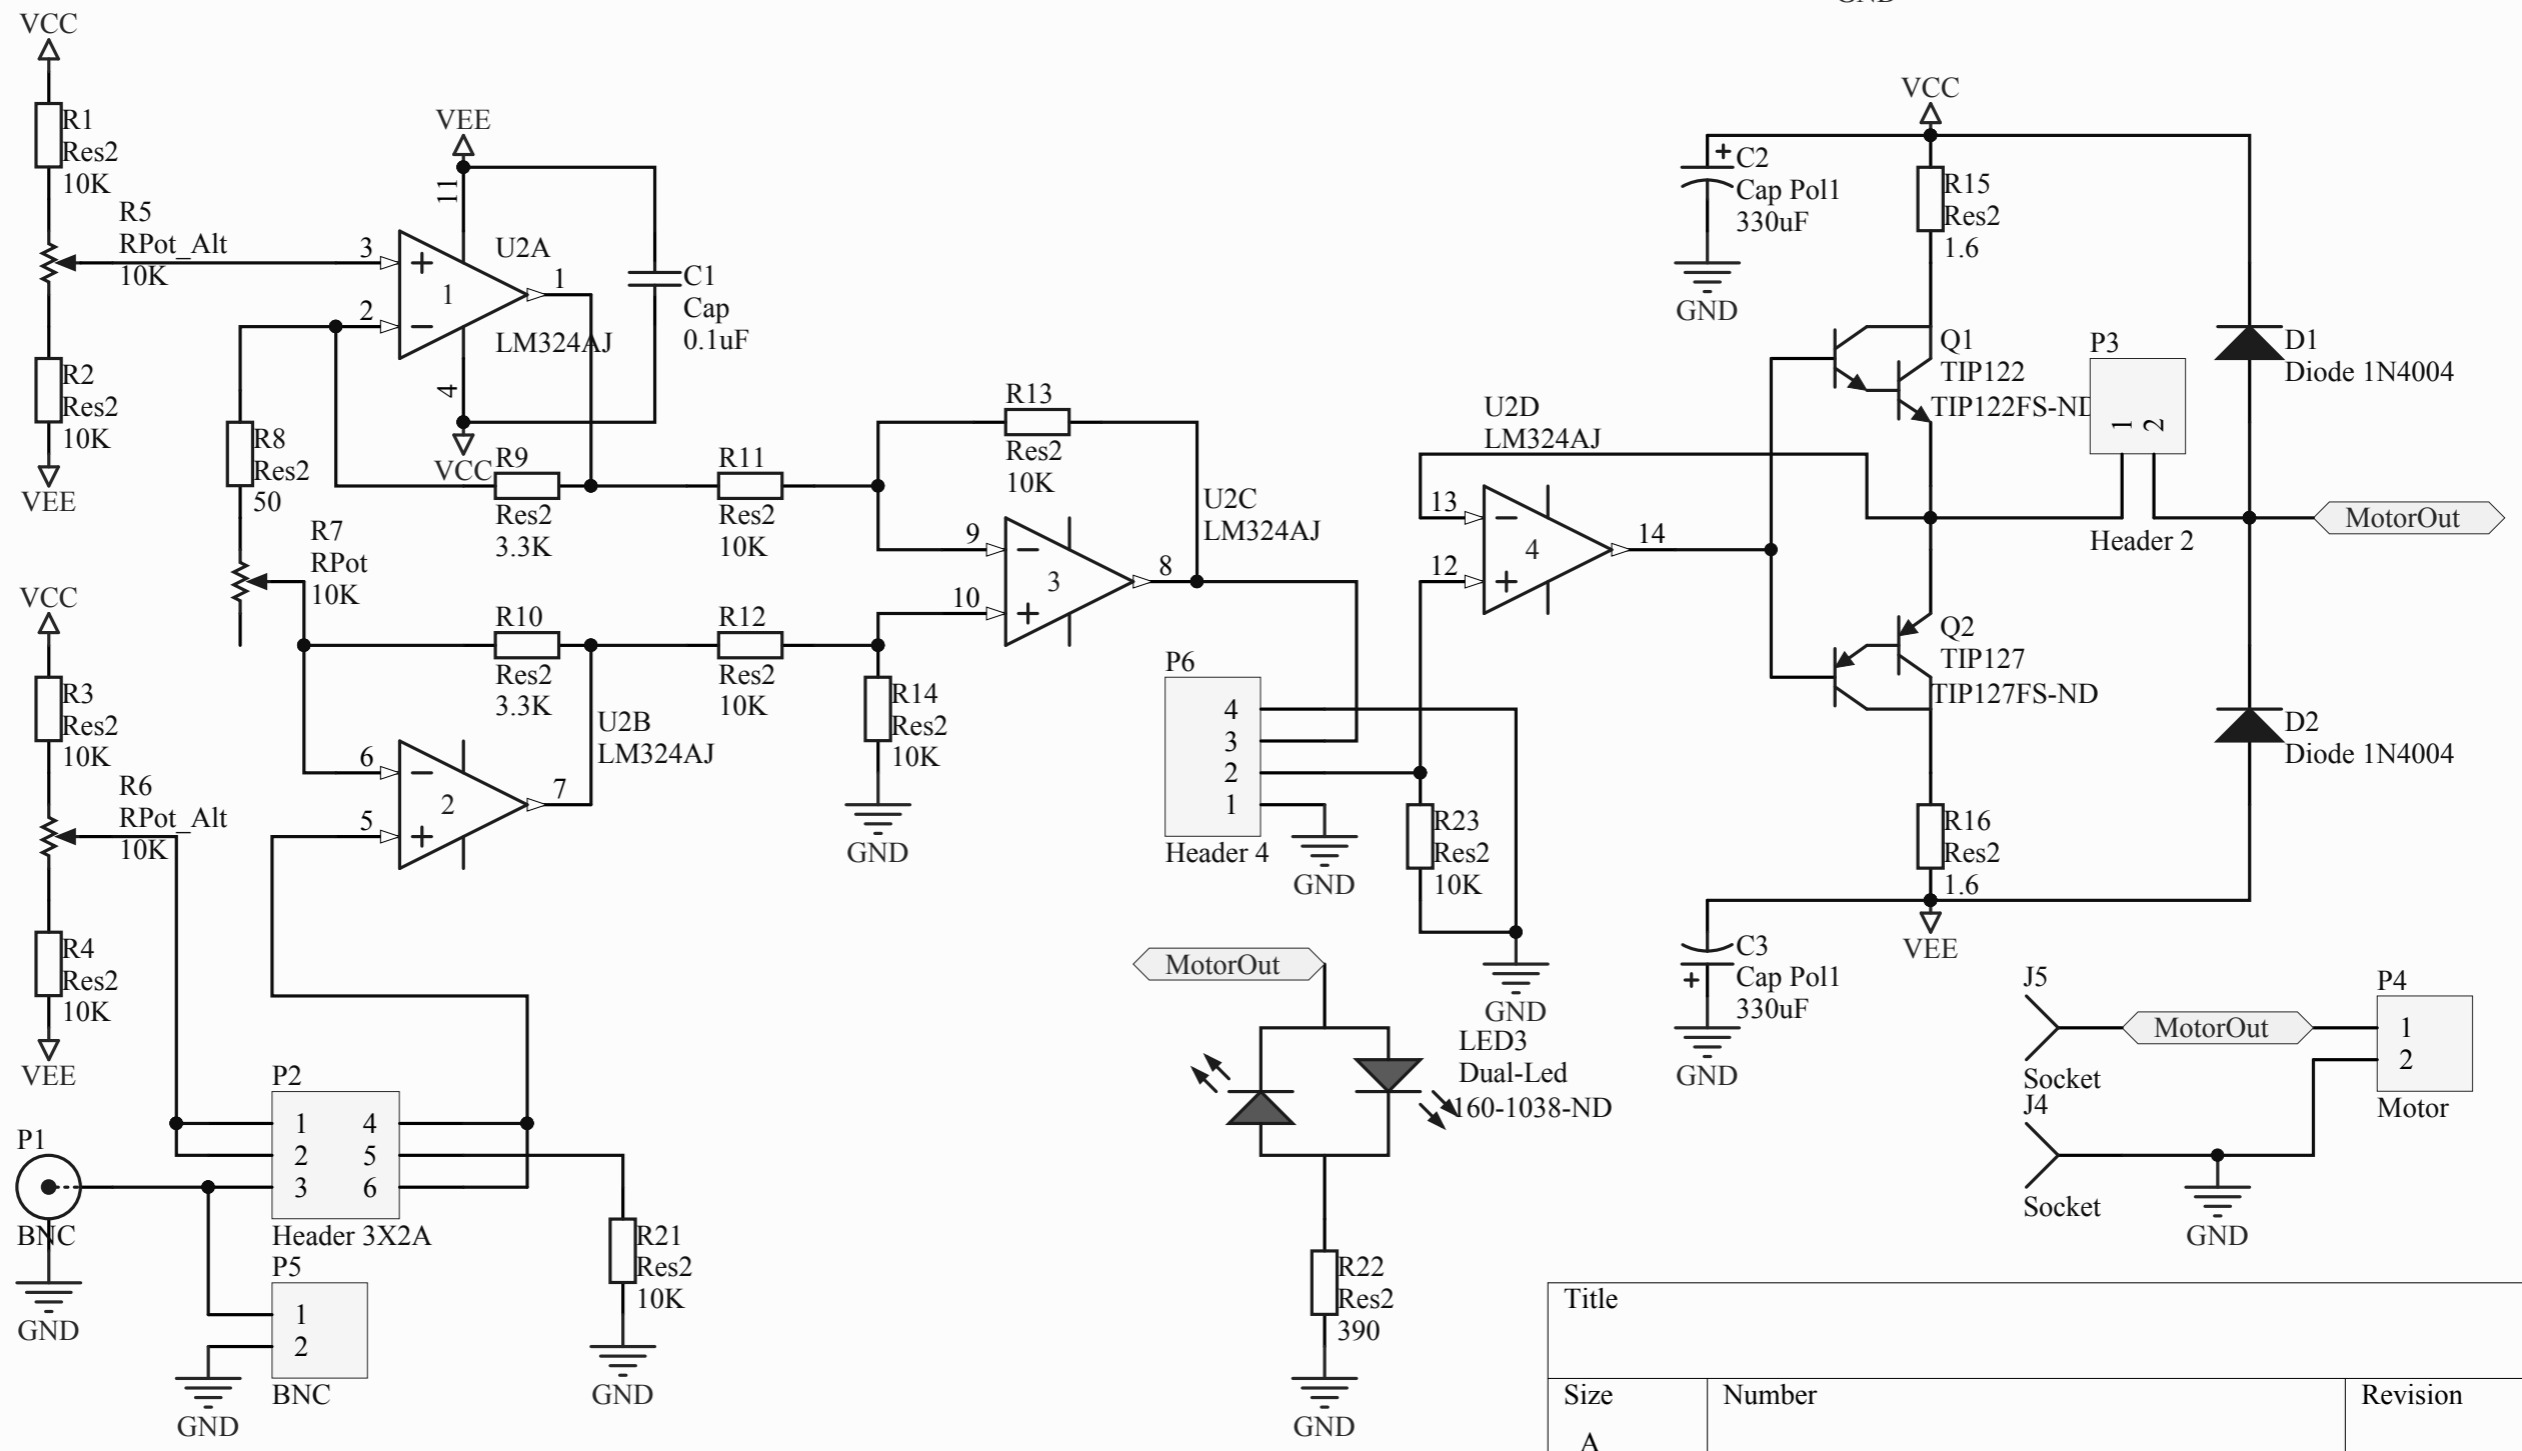 GND
VCC
R1
Res2
10K
R5
RPot_Alt
10K
R2
Res2
10K
VEE
VEE
11
3
+
1
U2A
1
2
−
LM324AJ
4
VCC
C1
Cap
0.1uF
R8
Res2
50
R9
Res2
3.3K
R11
Res2
10K
R7
RPot
10K
R10
Res2
3.3K
R12
Res2
10K
R13
Res2
10K
U2C
LM324AJ
9
−
3
8
10
+
R14
Res2
10K
GND
U2B
LM324AJ
6
−
2
7
5
+
VCC
R3
Res2
10K
R6
RPot_Alt
10K
R4
Res2
10K
VEE
P2
1 4
2 5
3 6
Header 3X2A
P1
BNC
GND
P5
1
2
BNC
GND
R21
Res2
10K
GND
P6
4
3
2
1
Header 4
GND
R23
Res2
10K
GND
U2D
LM324AJ
13
−
4
14
12
+
VCC
+
C2
Cap Pol1
330uF
GND
R15
Res2
1.6
Q1
TIP122
TIP122FS-ND
P3
1
2
Header 2
D1
Diode 1N4004
MotorOut
Q2
TIP127
TIP127FS-ND
D2
Diode 1N4004
R16
Res2
1.6
VEE
C3
Cap Pol1
+
330uF
GND
MotorOut
LED3
Dual-Led
160-1038-ND
R22
Res2
390
GND
J5
Socket
MotorOut
P4
1
2
Motor
J4
Socket
GND
Title
Size
A
Number
Revision